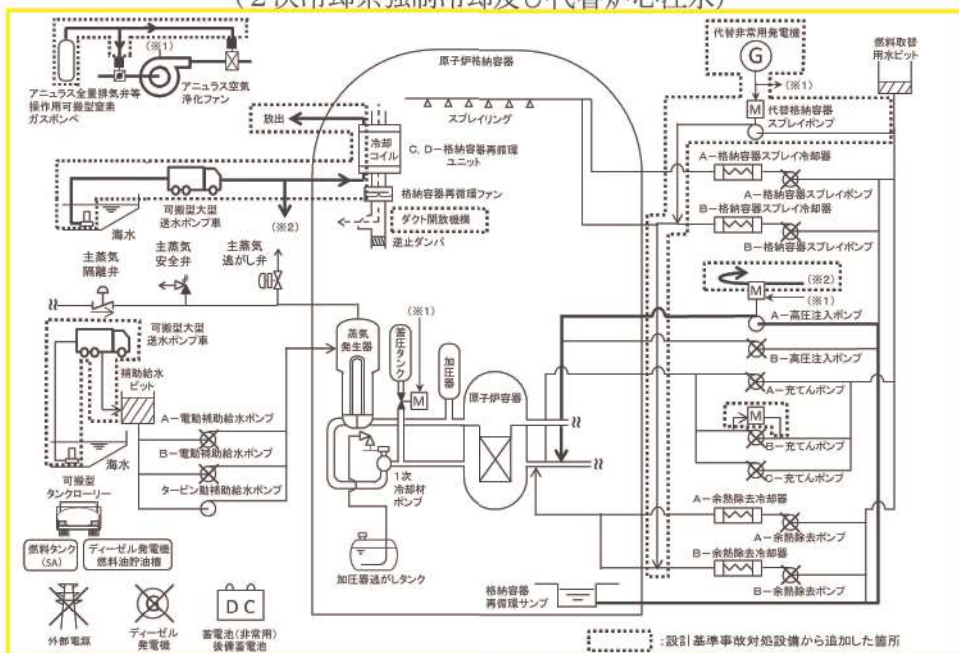 (2次冷却系強制冷却及び代替炉心注水)
アニュラス全量排気弁等
操作用可搬型窒素
ガスボンベ
(※1)
アニュラス空気
浄化ファン
原子炉格納容器
スプレイリング
放出
冷却
コイル
C, D-格納容器再循環
ユニット
格納容器再循環ファン
ダクト開放機構
逆止ダンパ
可搬型大型
送水ポンプ車
海水
(※2)
主蒸気
隔離弁
主蒸気
安全弁
主蒸気
逃がし弁
可搬型大型
送水ポンプ車
補助給水
ピット
海水
A-電動補助給水ポンプ
B-電動補助給水ポンプ
タービン動補助給水ポンプ
可搬型
タンクローリー
燃料タンク
(SA)
ディーゼル発電機
燃料油貯油槽
外部電源
ディーゼル
発電機
DC
蓄電池(非常用)
後備蓄電池
蒸気
発生器
蓄圧タンク
(※1)
M
加圧器
原子炉容器
1次
冷却材
ポンプ
加圧器逃がしタンク
格納容器
再循環サンプ
代替非常用発電機
G
(※1)
M
代替格納容器
スプレイポンプ
燃料取替
用水ピット
A-格納容器スプレイ冷却器
A-格納容器スプレイポンプ
B-格納容器スプレイ冷却器
B-格納容器スプレイポンプ
(※2)
M
(※1)
A-高圧注入ポンプ
B-高圧注入ポンプ
A-充てんポンプ
M
B-充てんポンプ
C-充てんポンプ
A-余熱除去冷却器
A-余熱除去ポンプ
B-余熱除去冷却器
B-余熱除去ポンプ
:設計基準事故対処設備から追加した箇所